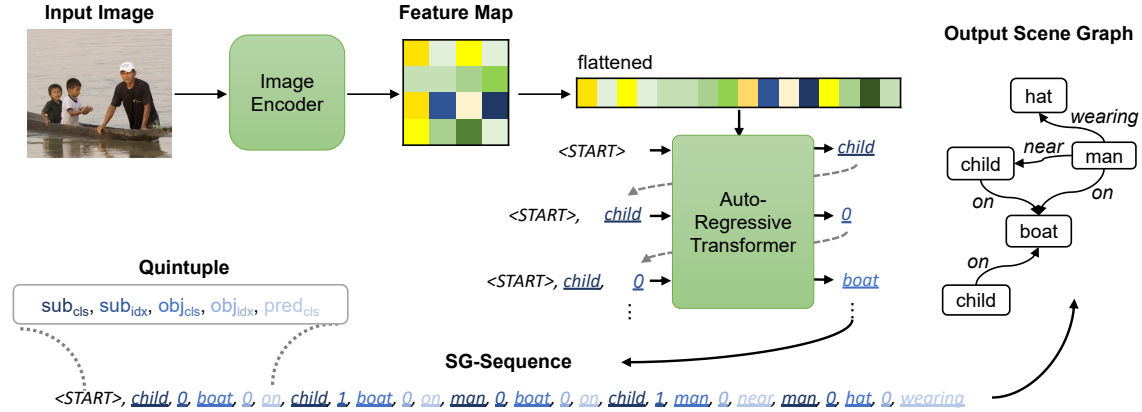 Input Image
Feature Map
Output Scene Graph
Image
Encoder
flattened
<START>
child
<START>, child
0
<START>, child, 0
boat
⋮
⋮
Auto-
Regressive
Transformer
hat
wearing
child
near
man
on
on
boat
on
child
Quintuple
sub_cls, sub_idx, obj_cls, obj_idx, pred_cls
SG-Sequence
<START>, child, 0, boat, 0, on, child, 1, boat, 0, on, man, 0, boat, 0, on, child, 1, man, 0, near, man, 0, hat, 0, wearing